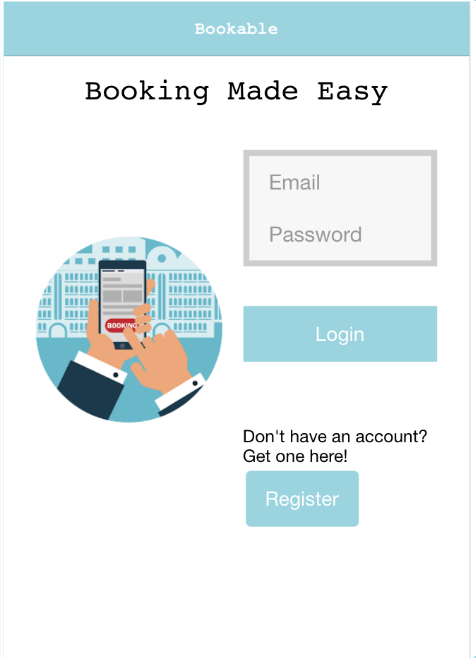 Bookable
Booking Made Easy
Email
Password
BOOKING
Login
Don't have an account?
Get one here!
Register